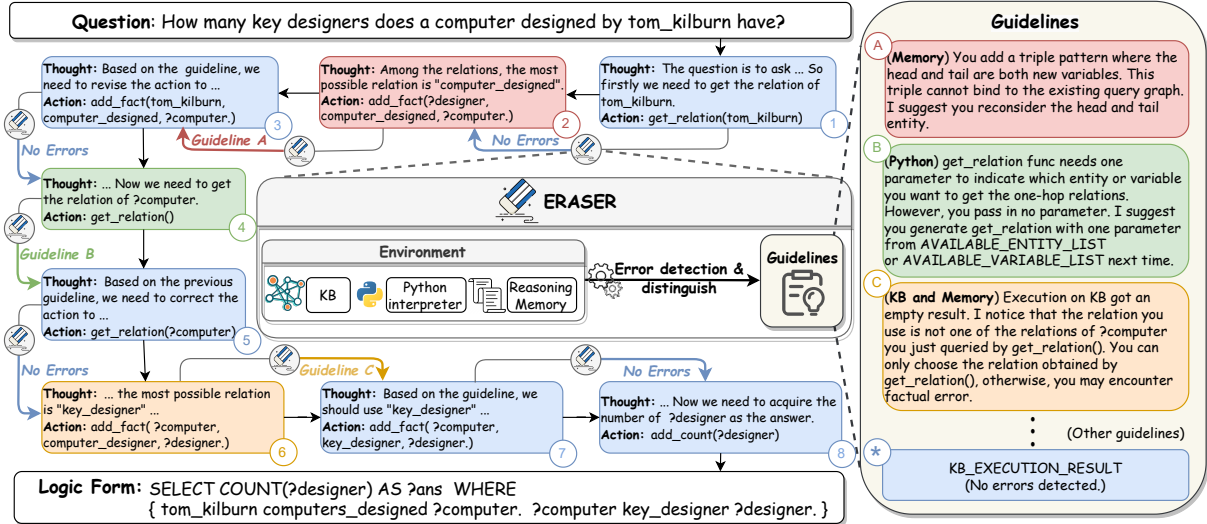 Question: How many key designers does a computer designed by tom_kilburn have?
Thought: The question is to ask ... So
firstly we need to get the relation of
tom_kilburn.
Action: get_relation(tom_kilburn)
1
No Errors
Thought: Among the relations, the most
possible relation is "computer_designed".
Action: add_fact(?designer,
computer_designed, ?computer.)
2
Guideline A
Thought: Based on the guideline, we
need to revise the action to ...
Action: add_fact(tom_kilburn,
computer_designed, ?computer.)
3
No Errors
Thought: ... Now we need to get
the relation of ?computer.
Action: get_relation()
4
Guideline B
Thought: Based on the previous
guideline, we need to correct the
action to ...
Action: get_relation(?computer)
5
No Errors
Thought: ... the most possible relation
is "key_designer" ...
Action: add_fact( ?computer,
computer_designer, ?designer.)
6
Guideline C
Thought: Based on the guideline, we
should use "key_designer" ...
Action: add_fact( ?computer,
key_designer, ?designer.)
7
No Errors
Thought: ... Now we need to acquire the
number of ?designer as the answer.
Action: add_count(?designer)
8
ERASER
Environment
KB
Python
interpreter
Reasoning
Memory
Error detection &
distinguish
Guidelines
Logic Form: SELECT COUNT(?designer) AS ?ans WHERE
{ tom_kilburn computers_designed ?computer. ?computer key_designer ?designer. }
Guidelines
A
(Memory) You add a triple pattern where the
head and tail are both new variables. This
triple cannot bind to the existing query graph.
I suggest you reconsider the head and tail
entity.
B
(Python) get_relation func needs one
parameter to indicate which entity or variable
you want to get the one-hop relations.
However, you pass in no parameter. I suggest
you generate get_relation with one parameter
from AVAILABLE_ENTITY_LIST
or AVAILABLE_VARIABLE_LIST next time.
C
(KB and Memory) Execution on KB got an
empty result. I notice that the relation you
use is not one of the relations of ?computer
you just queried by get_relation(). You can
only choose the relation obtained by
get_relation(), otherwise, you may encounter
factual error.
(Other guidelines)
*
KB_EXECUTION_RESULT
(No errors detected.)